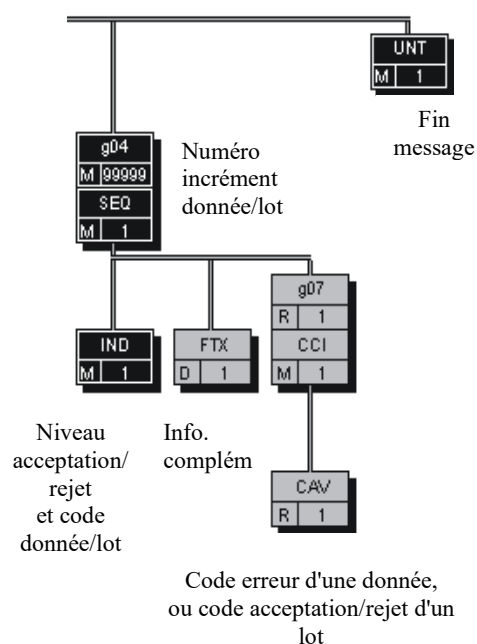 UNT
M 1
Fin
message
g04
M 99999
SEQ
M 1
Numéro
incrément
donnée/lot
g07
R 1
CCI
M 1
IND
M 1
FTX
D 1
Niveau
acceptation/
rejet
et code
donnée/lot
Info.
complém
CAV
R 1
Code erreur d'une donnée,
ou code acceptation/rejet d'un
lot